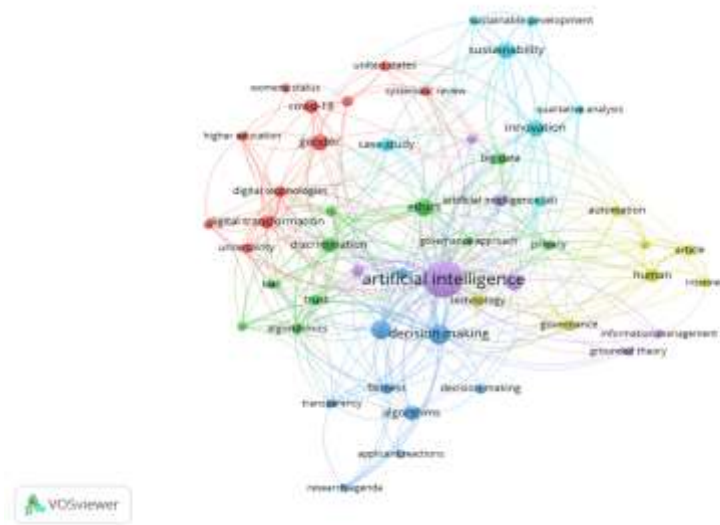 sustainable development
sustainability
united states
women's status
systematic review
covid-19
qualitative analysis
innovation
higher education
gender
case study
big data
digital technologies
artificial intelligence (ai)
ethics
automation
digital transformation
uncertainty
discrimination
governance approach
privacy
article
human
artificial intelligence
bias
trust
technology
governance
algorithmics
decision making
information management
grounded theory
fairness
decision-making
transparency
algorithms
applicant reactions
research agenda
VOSviewer